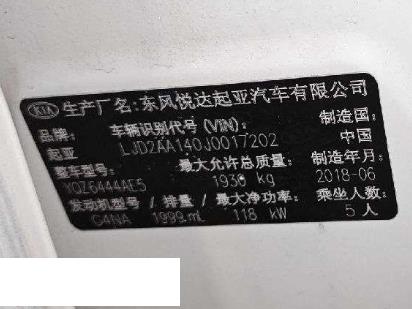 KIA 生产厂名:东风悦达起亚汽车有限公司
品牌: 车辆识别代号(VIN): 制造国:
起亚 LJD2AA140J0017202 中国
整车型号: 最大允许总质量: 制造年月:
YQZ6444AE5 1930 kg 2018-06
发动机型号/排量/最大净功率: 乘坐人数:
G4NA 1999 mL 118 kW 5人